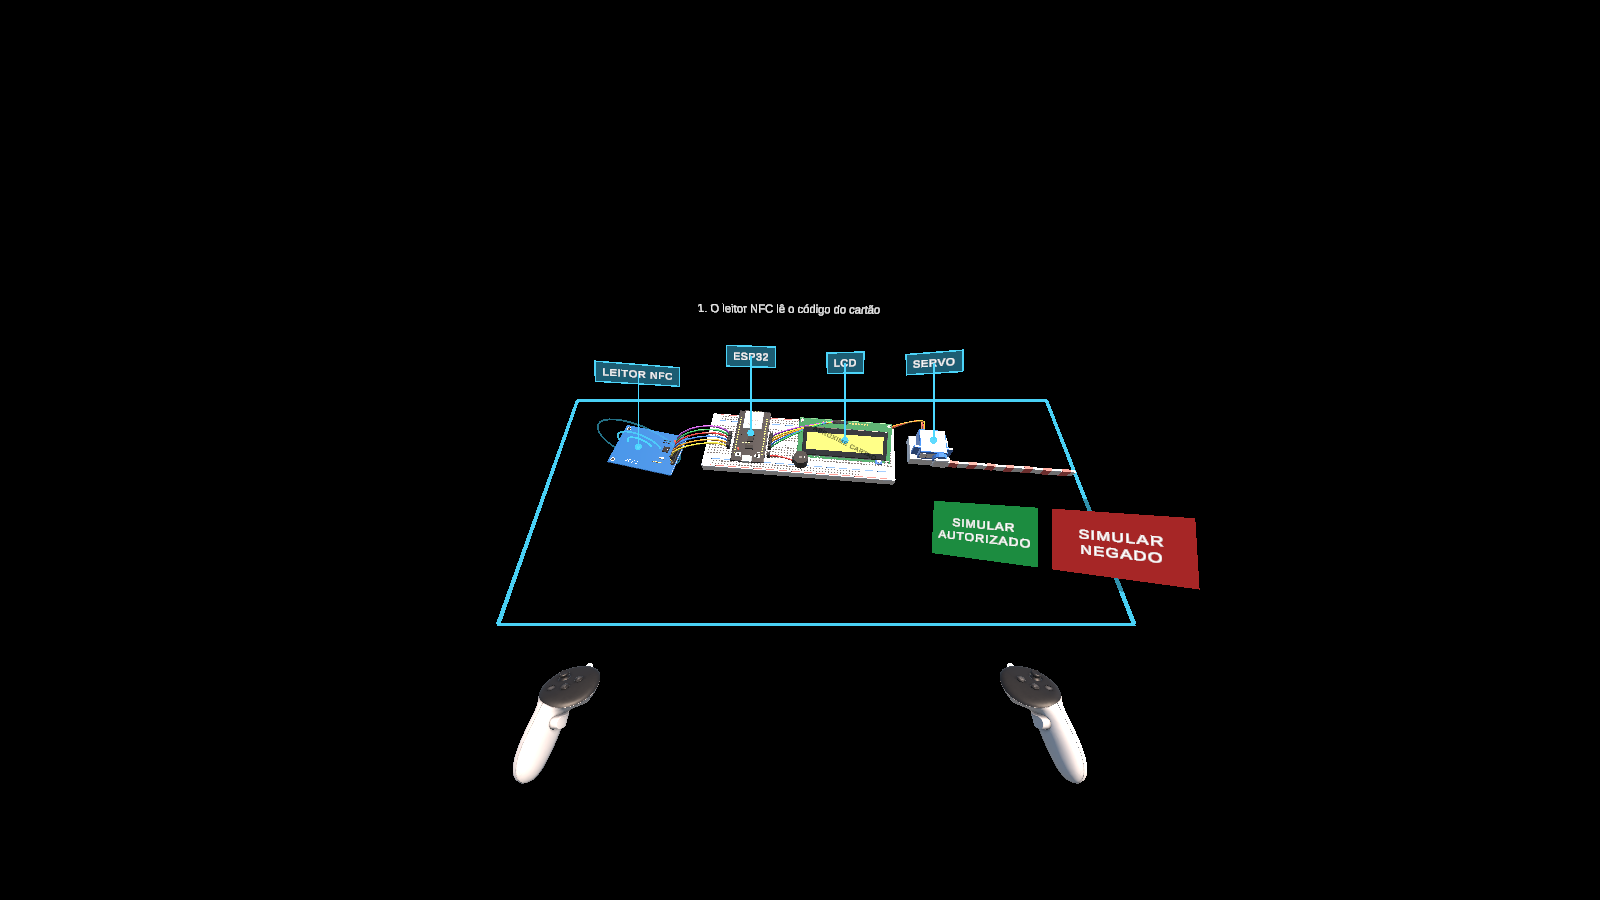 1. O leitor NFC lê o código do cartão
LEITOR NFC
ESP32
LCD
SERVO
SIMULAR
AUTORIZADO
SIMULAR
NEGADO